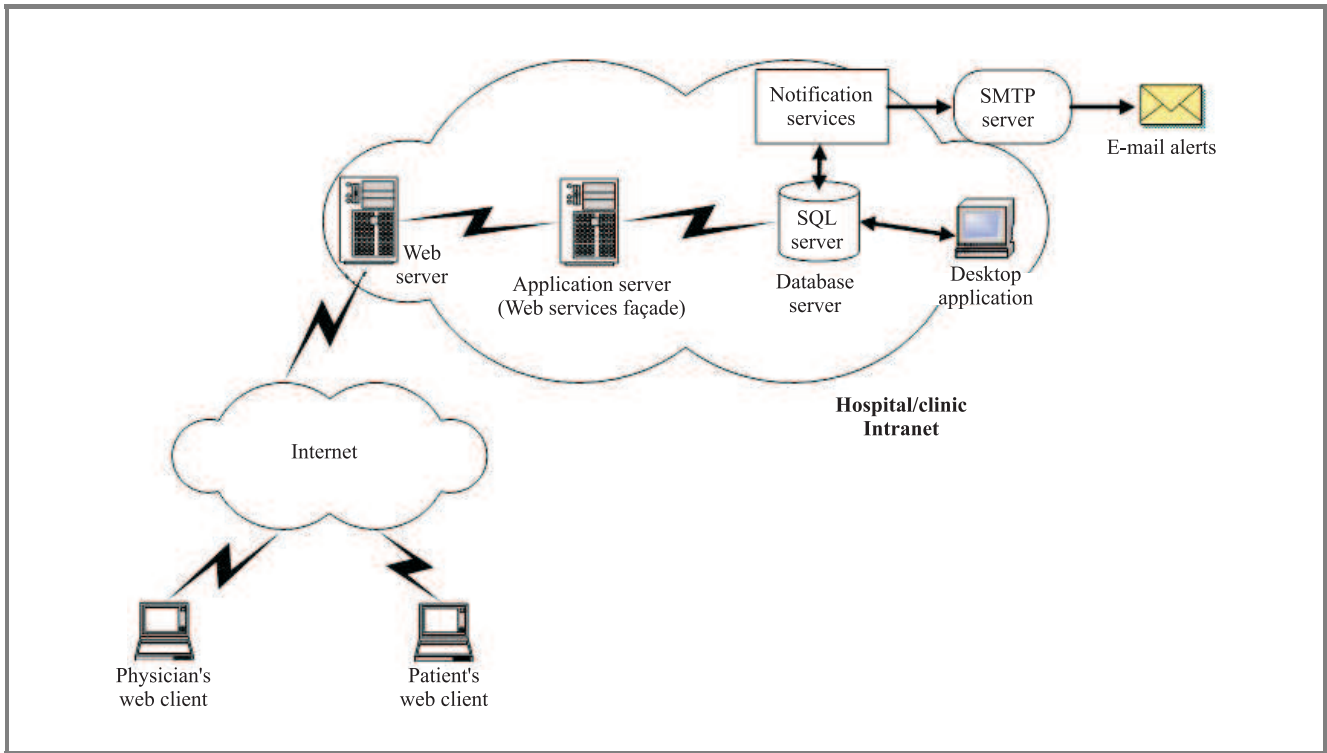 Notification
services
SMTP
server
E-mail alerts
Web
server
Application server
(Web services façade)
SQL
server
Database
server
Desktop
application
Hospital/clinic
Intranet
Internet
Physician's
web client
Patient's
web client